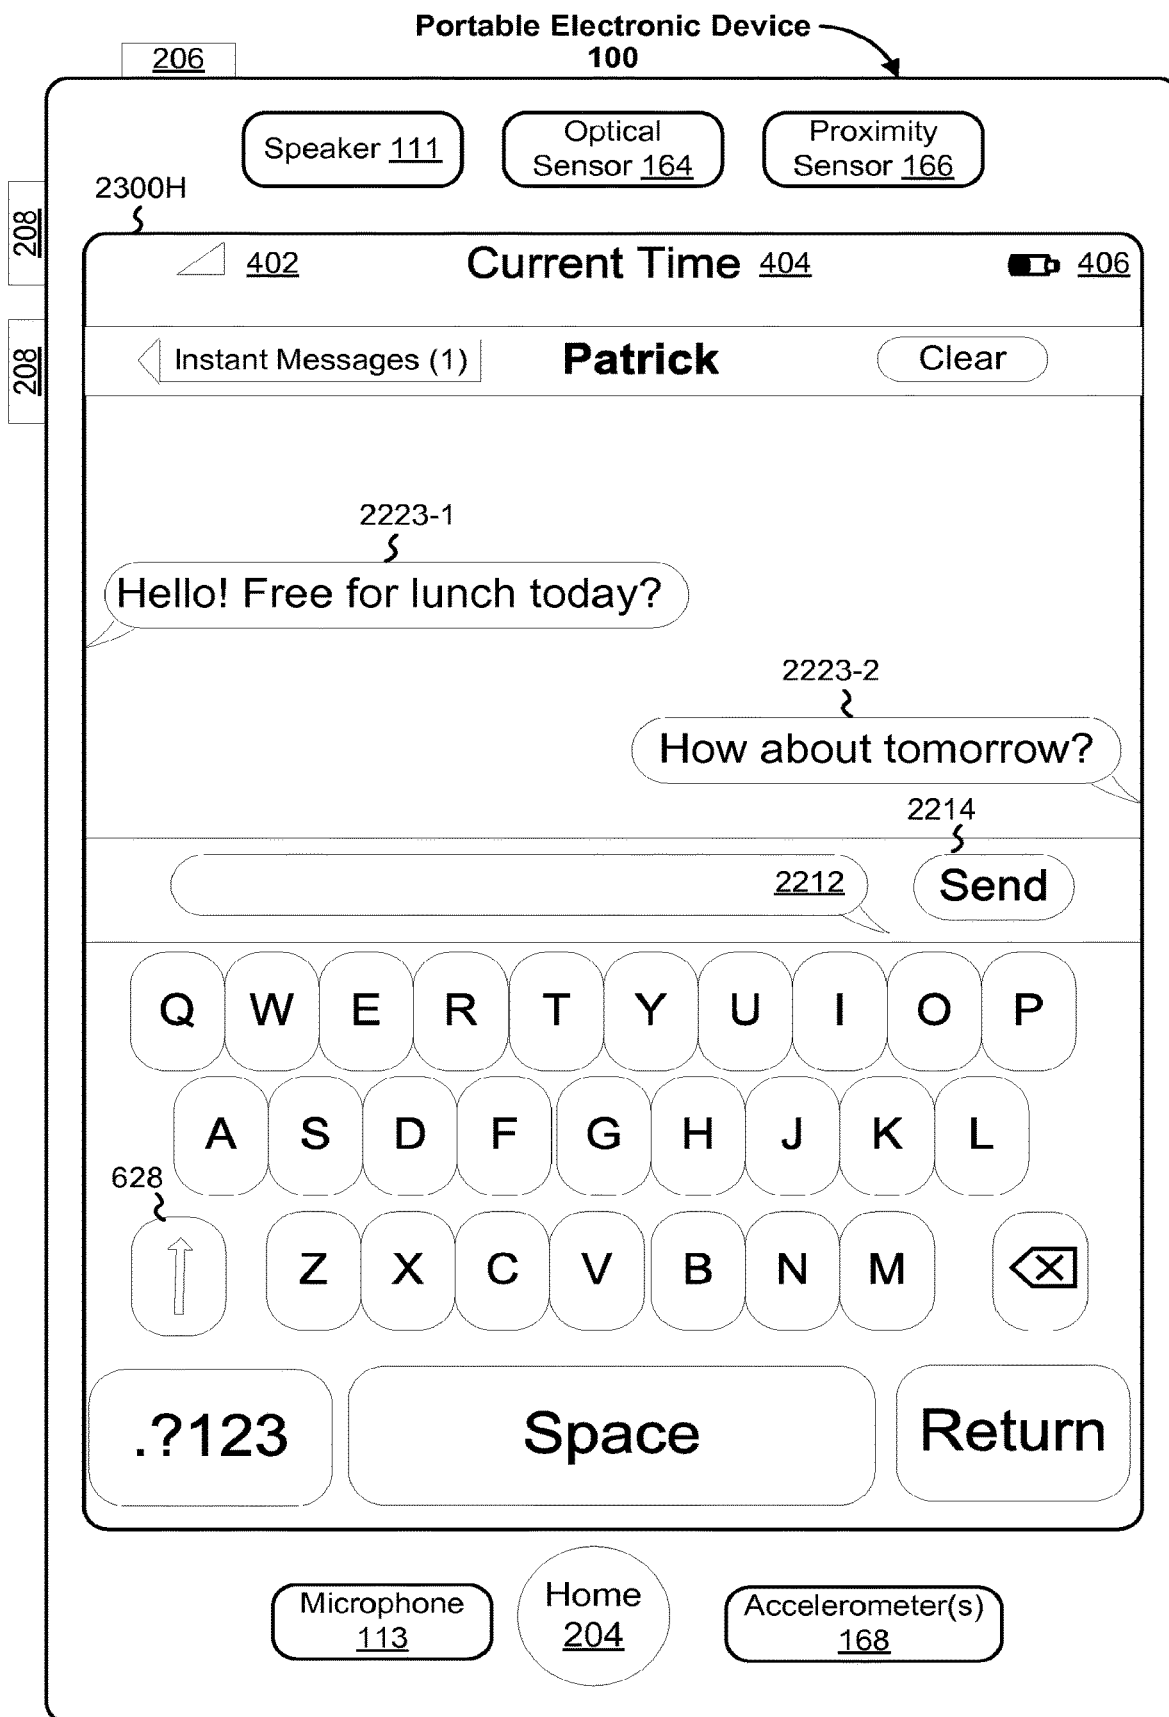 Portable Electronic Device
100
206
Speaker 111
Optical
Sensor 164
Proximity
Sensor 166
2300H
208
208
402
Current Time 404
406
Instant Messages (1)
Patrick
Clear
2223-1
Hello! Free for lunch today?
2223-2
How about tomorrow?
2214
2212
Send
Q W E R T Y U I O P
A S D F G H J K L
628
Z X C V B N M
.?123
Space
Return
Microphone
113
Home
204
Accelerometer(s)
168